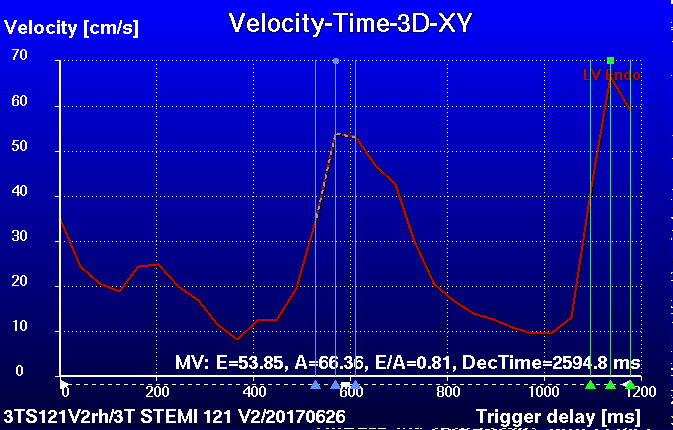 Velocity-Time-3D-XY
Velocity [cm/s]
70
LV Endo
60
50
40
30
20
10
MV: E=53.85, A=66.36, E/A=0.81, DecTime=2594.8 ms
0
200
400
600
800
1000
1200
3TS121V2rh/3T STEMI 121 V2/20170626
Trigger delay [ms]